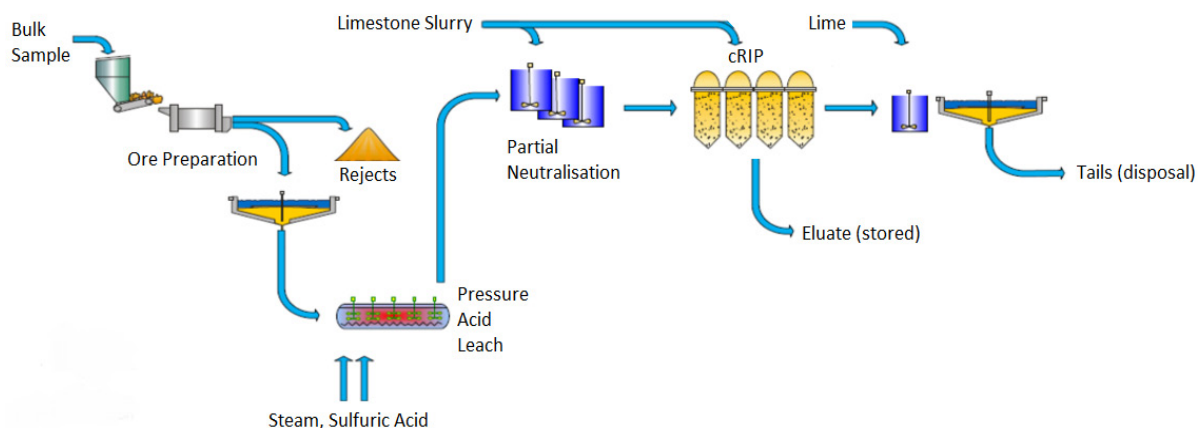 Bulk
Sample
Limestone Slurry
Lime
cRIP
Ore Preparation
Rejects
Partial
Neutralisation
Tails (disposal)
Eluate (stored)
Pressure
Acid
Leach
Steam, Sulfuric Acid